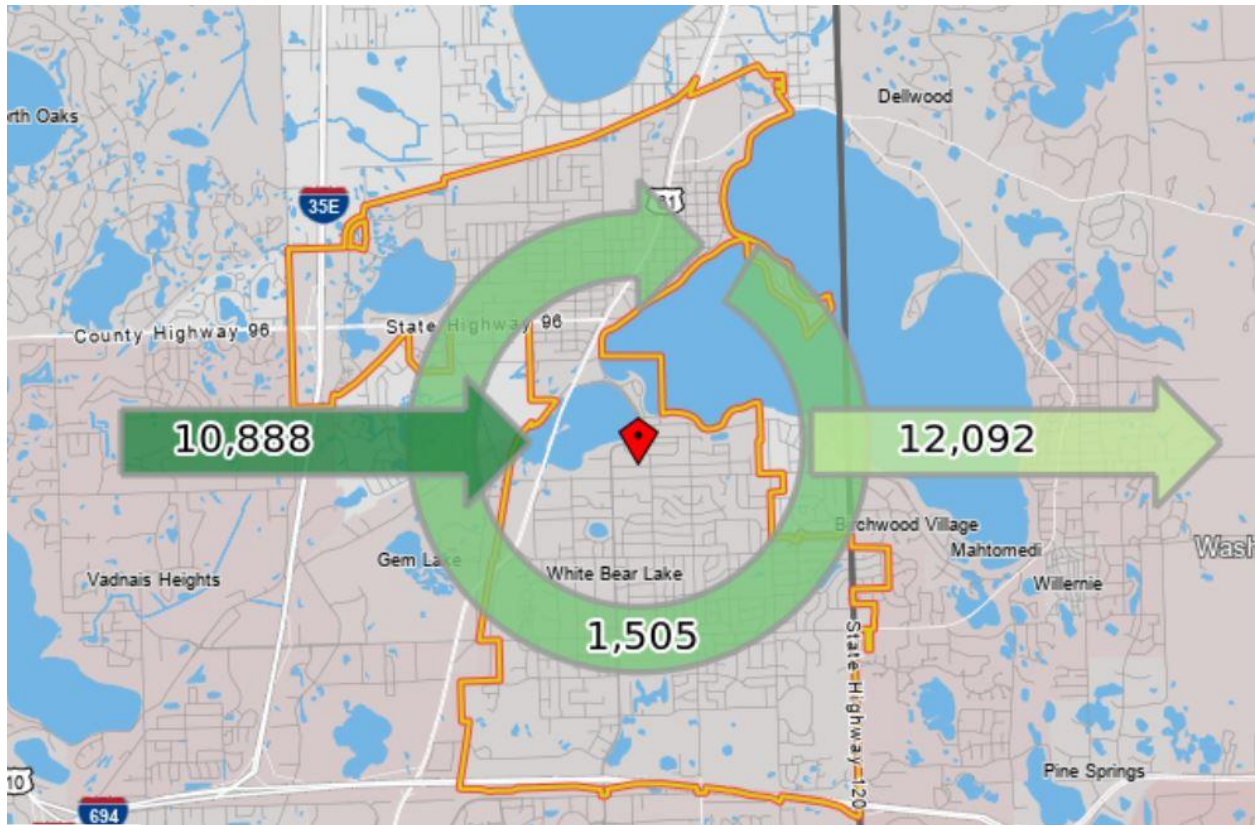 Dellwood
rth Oaks
35E
61
County Highway 96
State Highway 96
10,888
12,092
Birchwood Village
Mahtomedi
Wash
Gem Lake
White Bear Lake
Vadnais Heights
Willernie
1,505
State Highway 120
Pine Springs
10
694